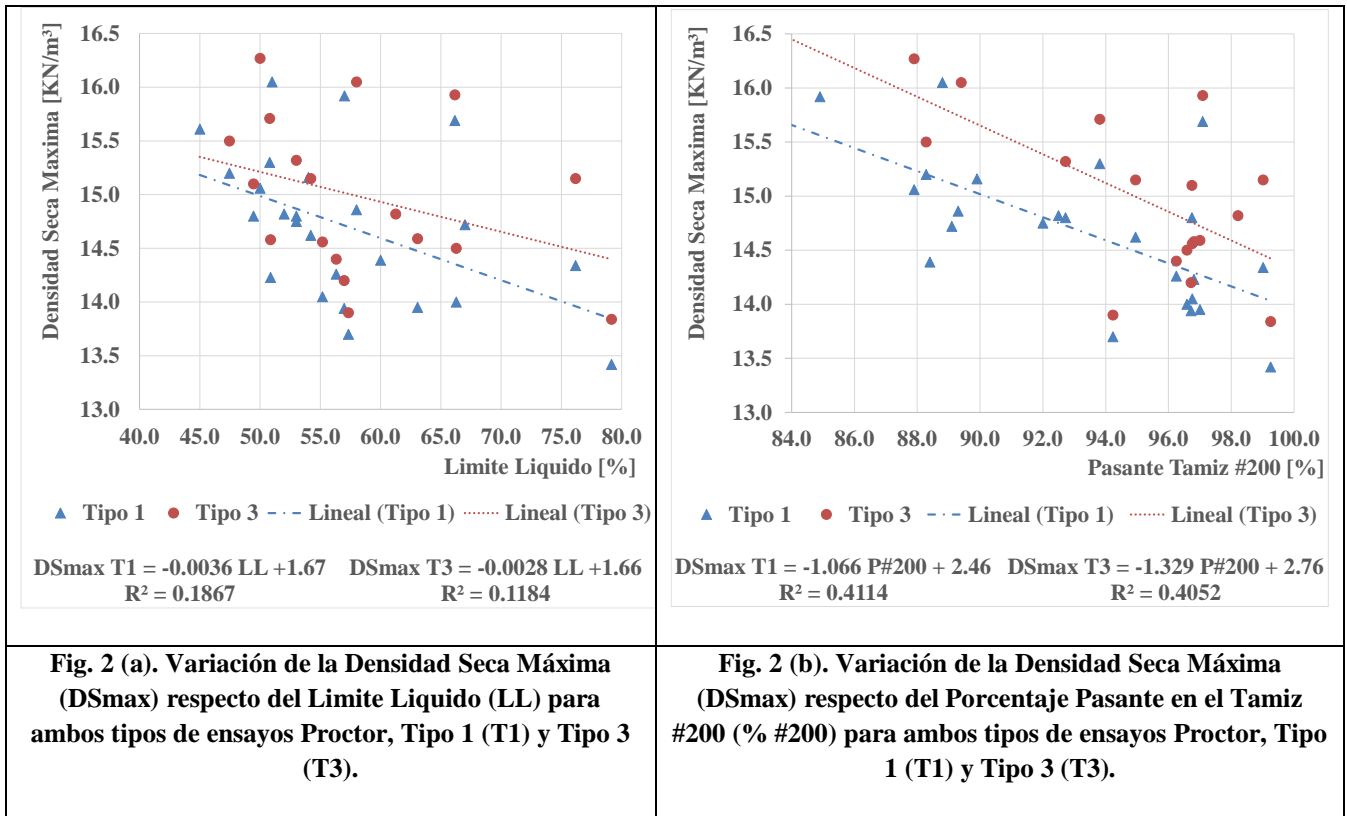 Densidad Seca Maxima [KN/m³]
16.5
16.0
15.5
15.0
14.5
14.0
13.5
13.0
40.0 45.0 50.0 55.0 60.0 65.0 70.0 75.0 80.0
Limite Liquido [%]
Tipo 1 Tipo 3 Lineal (Tipo 1) Lineal (Tipo 3)
DSmax T1 = -0.0036 LL +1.67 DSmax T3 = -0.0028 LL +1.66
R² = 0.1867 R² = 0.1184
Fig. 2 (a). Variación de la Densidad Seca Máxima
(DSmax) respecto del Limite Liquido (LL) para
ambos tipos de ensayos Proctor, Tipo 1 (T1) y Tipo 3
(T3).
Densidad Seca Maxima [KN/m³]
16.5
16.0
15.5
15.0
14.5
14.0
13.5
13.0
84.0 86.0 88.0 90.0 92.0 94.0 96.0 98.0 100.0
Pasante Tamiz #200 [%]
Tipo 1 Tipo 3 Lineal (Tipo 1) Lineal (Tipo 3)
DSmax T1 = -1.066 P#200 + 2.46 DSmax T3 = -1.329 P#200 + 2.76
R² = 0.4114 R² = 0.4052
Fig. 2 (b). Variación de la Densidad Seca Máxima
(DSmax) respecto del Porcentaje Pasante en el Tamiz
#200 (% #200) para ambos tipos de ensayos Proctor, Tipo
1 (T1) y Tipo 3 (T3).